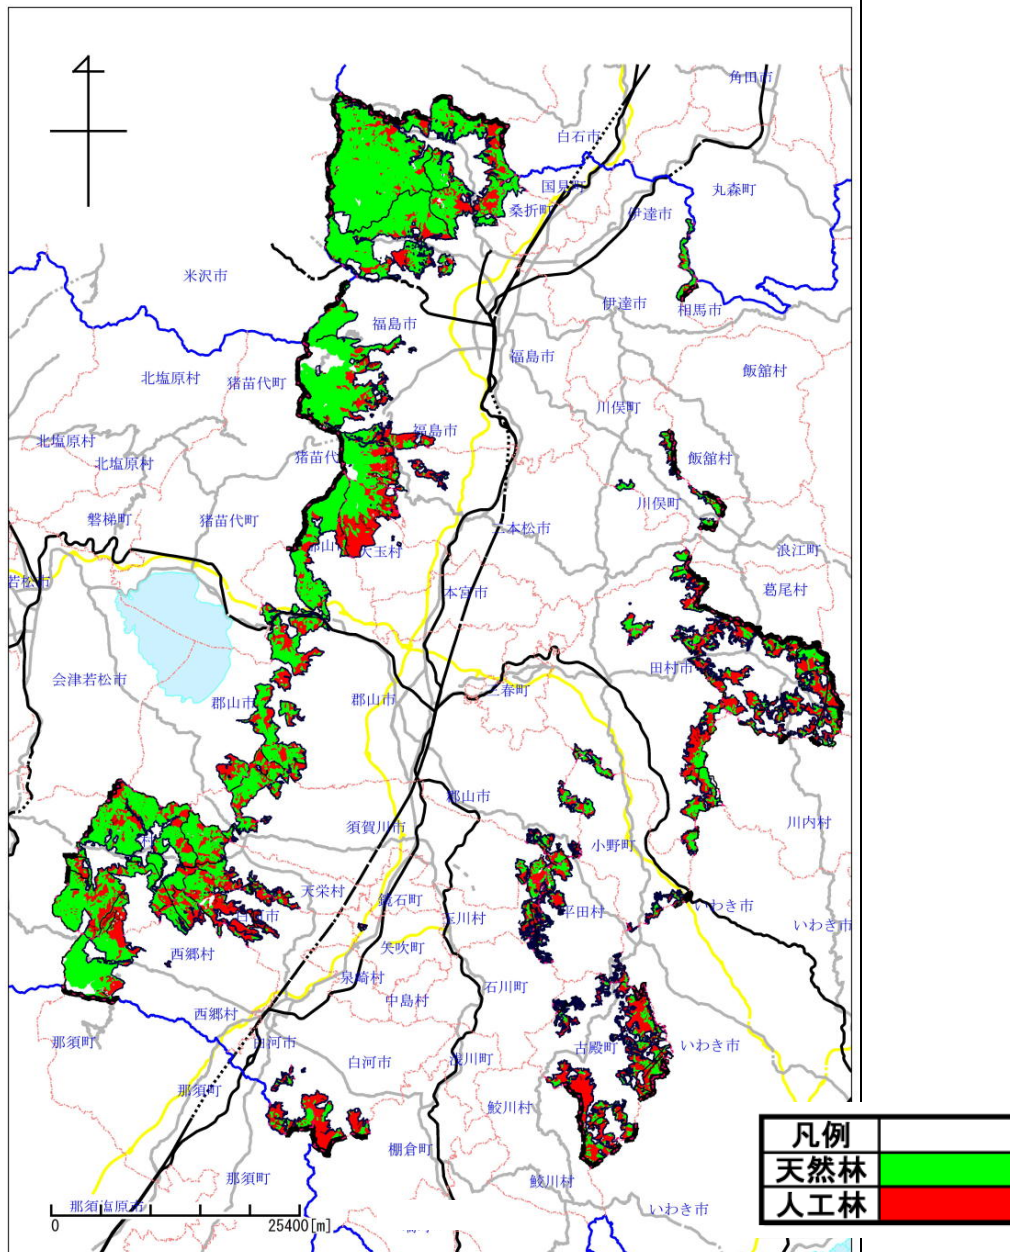 角田市
白石市
国見町
丸森町
桑折町
伊達市
米沢市
伊達市
相馬市
福島市
福島市
北塩原村
猪苗代町
飯舘村
川俣町
福島市
北塩原村
北塩原村
猪苗代
飯舘村
川俣町
磐梯町
猪苗代町
二本松市
大玉村
浪江町
若松市
本宮市
葛尾村
田村市
会津若松市
郡山市
郡山市
三春町
郡山市
須賀川市
川内村
小野町
天栄村
鏡石町
平田村
いわき市
玉川村
いわき市
白河市
西郷村
矢吹町
泉崎村
石川町
中島村
西郷村
那須町
白河市
古殿町
いわき市
白河市
浅川町
那須町
鮫川村
棚倉町
那須町
鮫川村
那須塩原市
いわき市
0 25400[m]
凡例
天然林
人工林